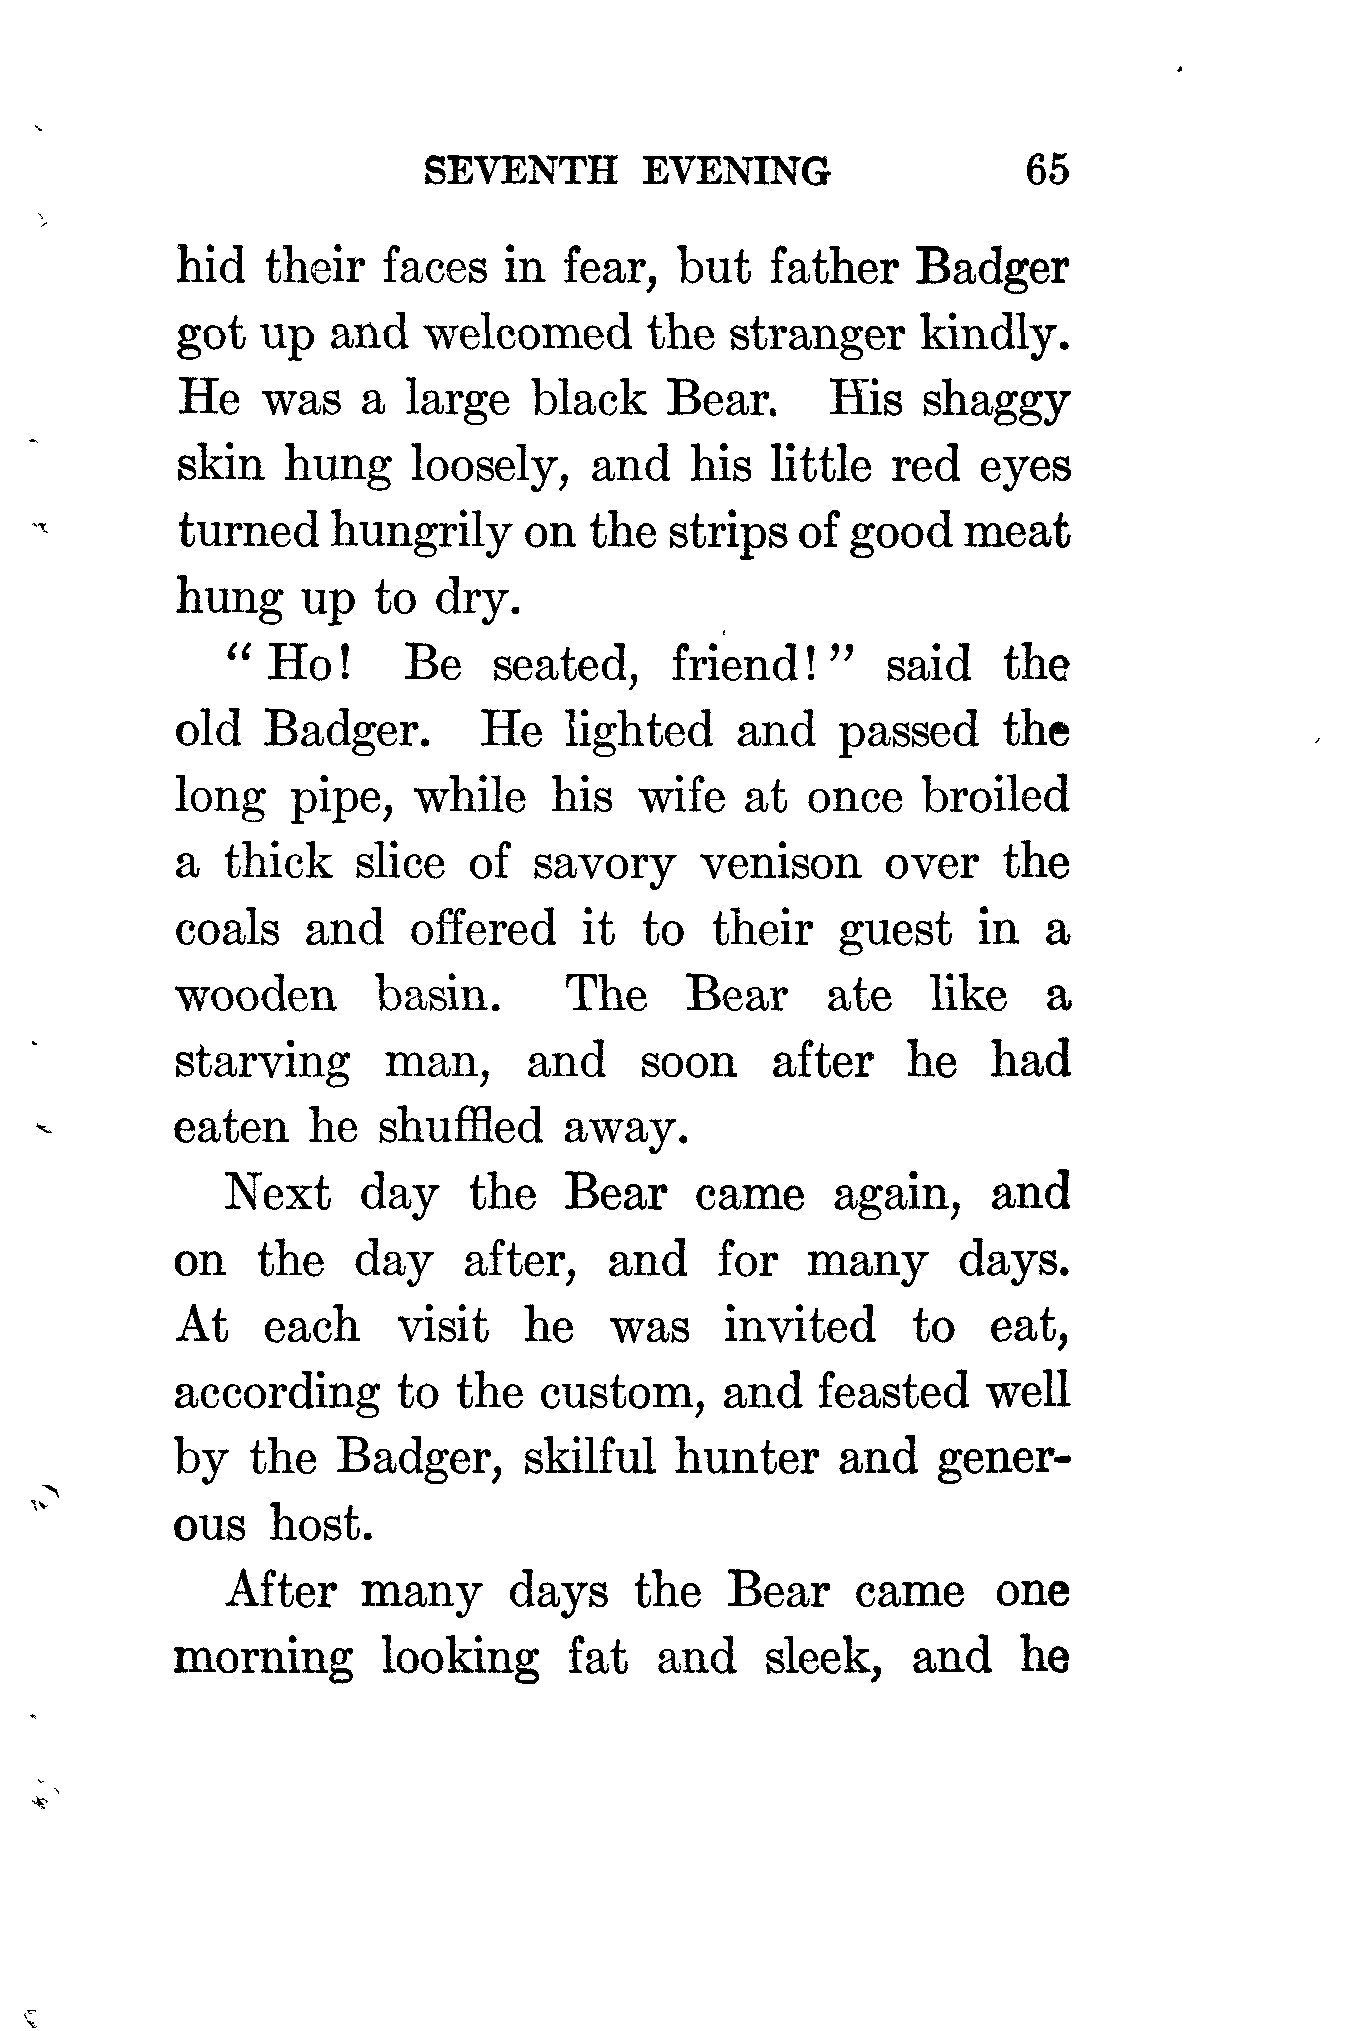 SEVENTH EVENING 65
hid their faces in fear, but father Badger
got up and welcomed the stranger kindly.
He was a large black Bear. His shaggy
skin hung loosely, and his little red eyes
turned hungrily on the strips of good meat
hung up to dry.
“ Ho! Be seated, friend! ” said the
old Badger. He lighted and passed the
long pipe, while his wife at once broiled
a thick slice of savory venison over the
coals and offered it to their guest in a
wooden basin. The Bear ate like a
starving man, and soon after he had
eaten he shuffled away.
Next day the Bear came again, and
on the day after, and for many days.
At each visit he was invited to eat,
according to the custom, and feasted well
by the Badger, skilful hunter and gener-
ous host.
After many days the Bear came one
morning looking fat and sleek, and he